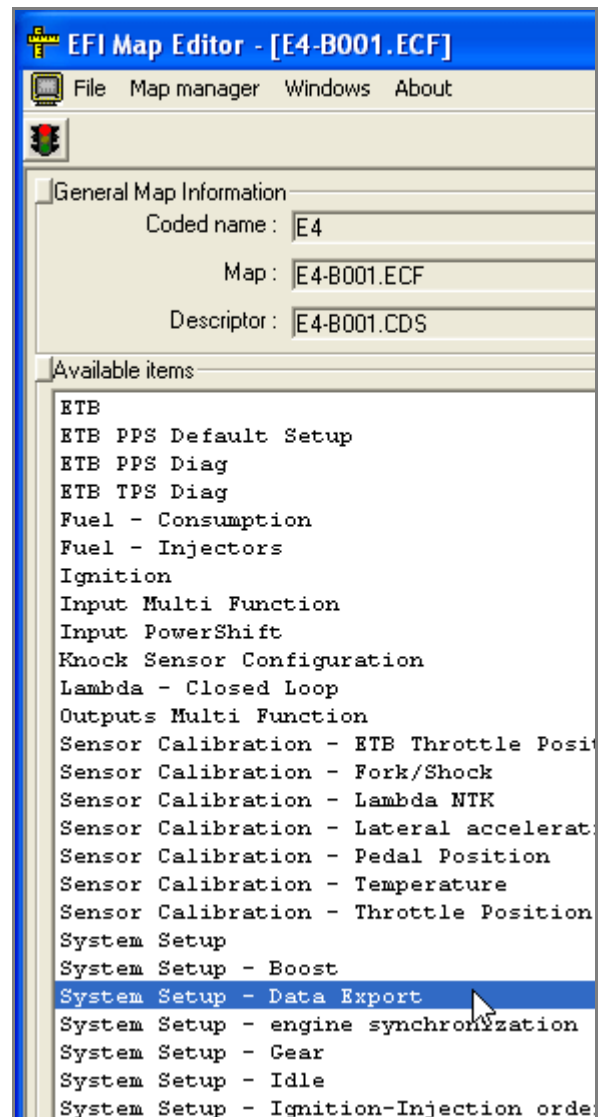 EFI Map Editor - [E4-B001.ECF]
File Map manager Windows About
General Map Information
Coded name : E4
Map : E4-B001.ECF
Descriptor : E4-B001.CDS
Available items
ETB
ETB PPS Default Setup
ETB PPS Diag
ETB TPS Diag
Fuel - Consumption
Fuel - Injectors
Ignition
Input Multi Function
Input PowerShift
Knock Sensor Configuration
Lambda - Closed Loop
Outputs Multi Function
Sensor Calibration - ETB Throttle Posit
Sensor Calibration - Fork/Shock
Sensor Calibration - Lambda NTK
Sensor Calibration - Lateral accelerat
Sensor Calibration - Pedal Position
Sensor Calibration - Temperature
Sensor Calibration - Throttle Position
System Setup
System Setup - Boost
System Setup - Data Export
System Setup - engine synchronization
System Setup - Gear
System Setup - Idle
System Setup - Ignition-Injection order